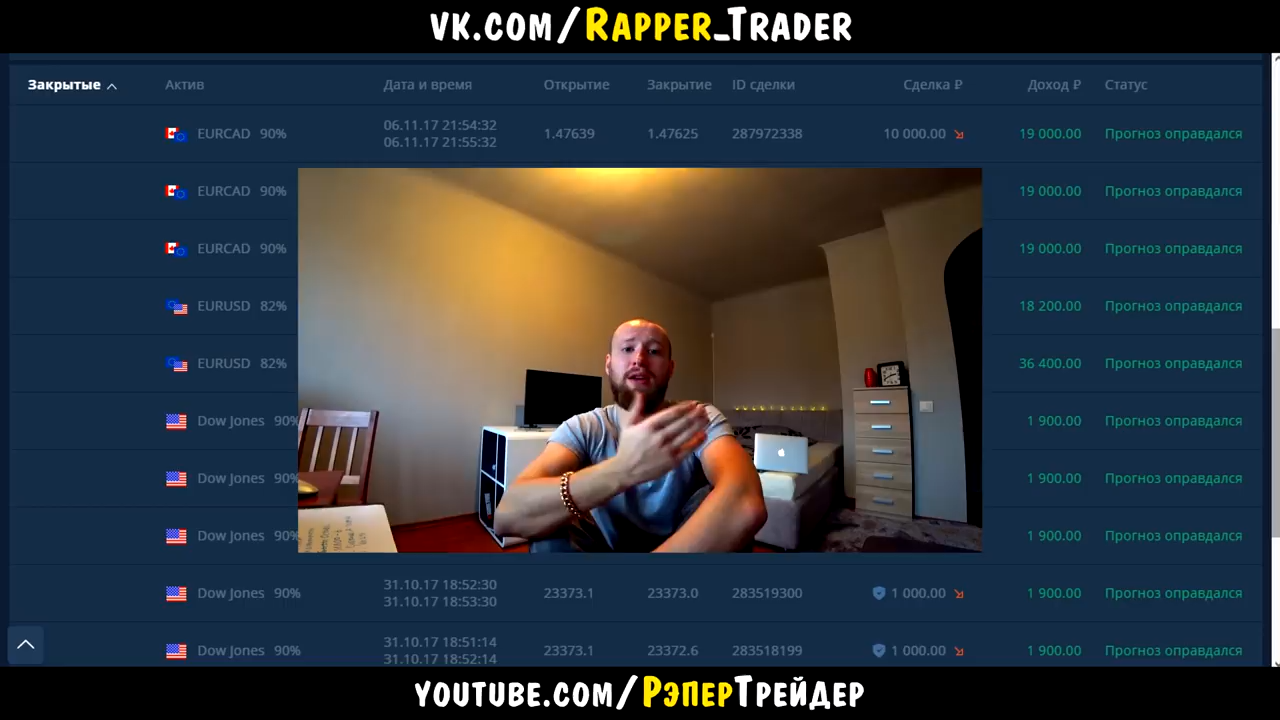 vk.com/Rapper_Trader
Закрытые Актив Дата и время Открытие Закрытие ID сделки Сделка ₽ Доход ₽ Статус
EURCAD 90% 06.11.17 21:54:32 1.47639 1.47625 287972338 10 000.00 19 000.00 Прогноз оправдался
06.11.17 21:55:32
EURCAD 90% 19 000.00 Прогноз оправдался
EURCAD 90% 19 000.00 Прогноз оправдался
EURUSD 82% 18 200.00 Прогноз оправдался
EURUSD 82% 36 400.00 Прогноз оправдался
Dow Jones 90% 1 900.00 Прогноз оправдался
Dow Jones 90% 1 900.00 Прогноз оправдался
Dow Jones 90% 1 900.00 Прогноз оправдался
Dow Jones 90% 31.10.17 18:52:30 23373.1 23373.0 283519300 1 000.00 1 900.00 Прогноз оправдался
31.10.17 18:53:30
Dow Jones 90% 31.10.17 18:51:14 23373.1 23372.6 283518199 1 000.00 1 900.00 Прогноз оправдался
31.10.17 18:52:14
youtube.com/РэперТрейдер